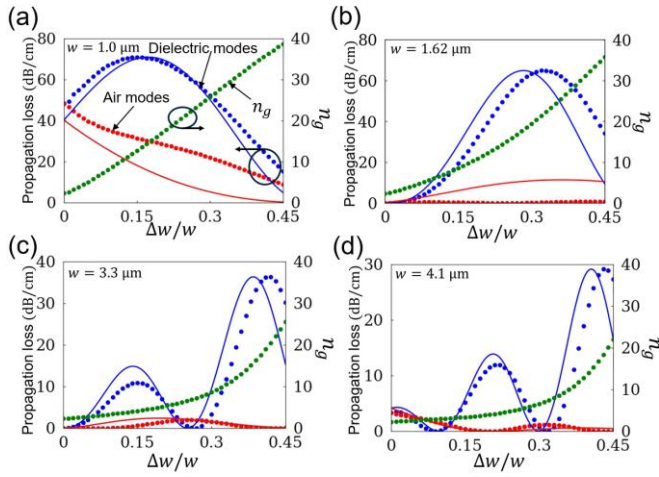 (a)
w = 1.0 μm
Dielectric modes
Air modes
n_g
Propagation loss (dB/cm)
80
60
40
20
0
40
30
20
10
0
n_g
0
0.15
0.3
0.45
Δw/w
(b)
w = 1.62 μm
Propagation loss (dB/cm)
80
60
40
20
0
40
30
20
10
0
n_g
0
0.15
0.3
0.45
Δw/w
(c)
w = 3.3 μm
Propagation loss (dB/cm)
40
30
20
10
0
40
30
20
10
0
n_g
0
0.15
0.3
0.45
Δw/w
(d)
w = 4.1 μm
Propagation loss (dB/cm)
30
20
10
0
40
30
20
10
0
n_g
0
0.15
0.3
0.45
Δw/w